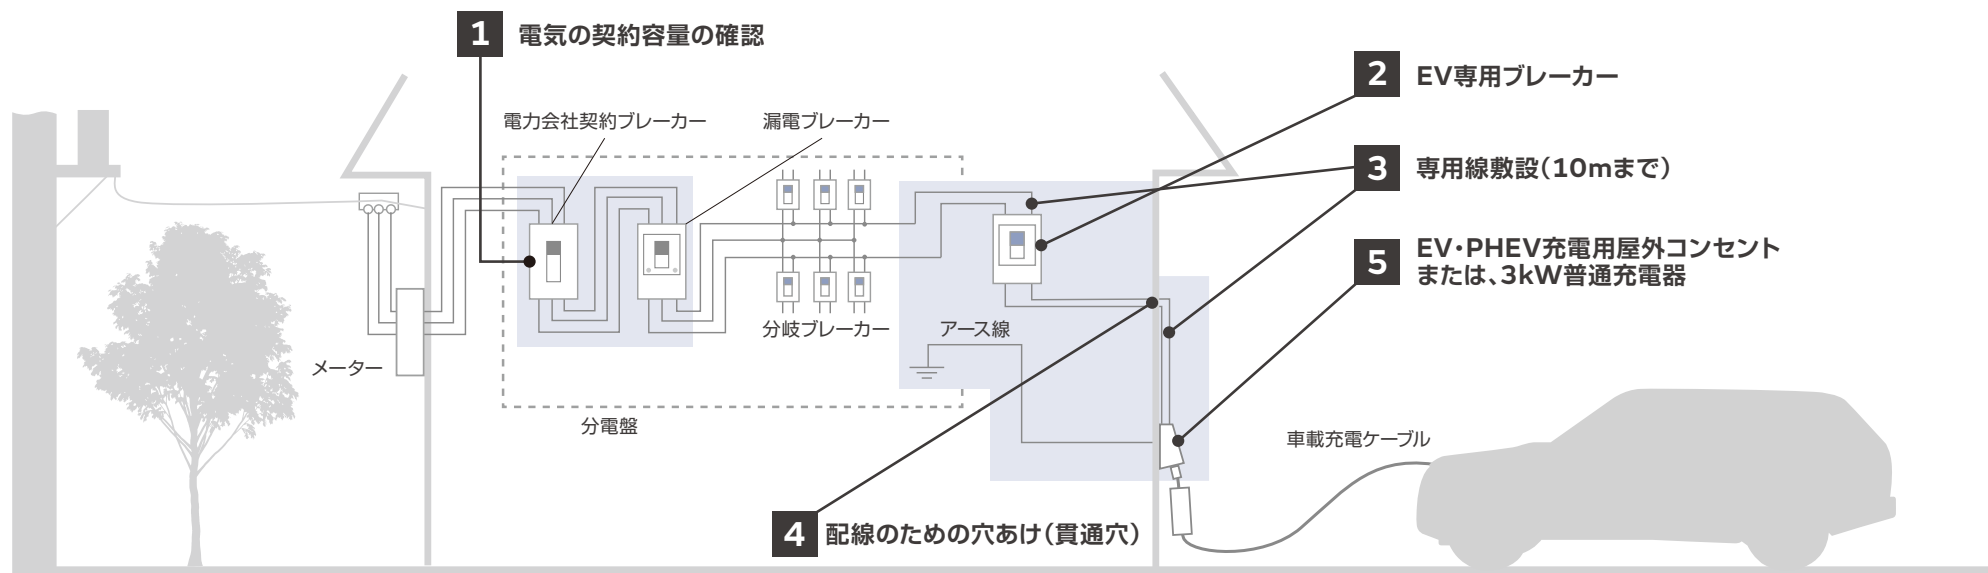 1 電気の契約容量の確認
2 EV専用ブレーカー
電力会社契約ブレーカー
漏電ブレーカー
3 専用線敷設(10mまで)
5 EV・PHEV充電用屋外コンセント
または、3kW普通充電器
分岐ブレーカー
アース線
メーター
分電盤
車載充電ケーブル
4 配線のための穴あけ(貫通穴)